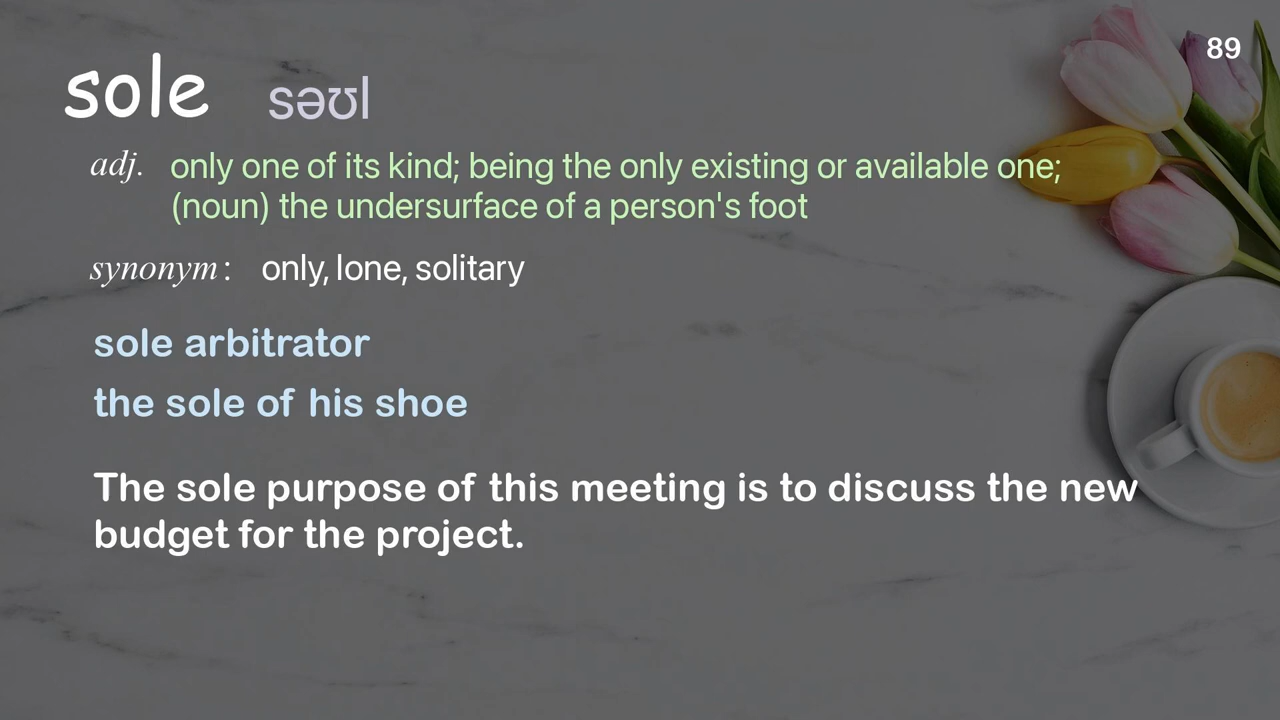 89
sole səʊl
adj. only one of its kind; being the only existing or available one;
(noun) the undersurface of a person's foot
synonym: only, lone, solitary
sole arbitrator
the sole of his shoe
The sole purpose of this meeting is to discuss the new
budget for the project.